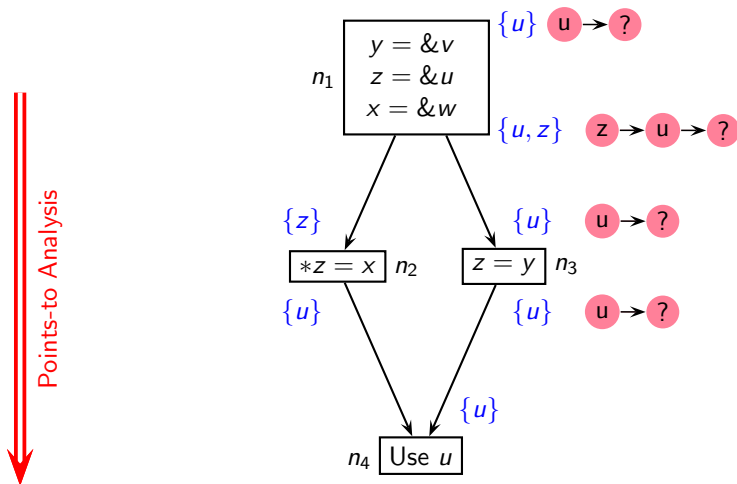 {u} u → ?
n1
y = &v
z = &u
x = &w
{u, z} z → u → ?
{z}
{u} u → ?
*z = x n2
z = y n3
{u}
{u} u → ?
Points-to Analysis
{u}
n4 Use u